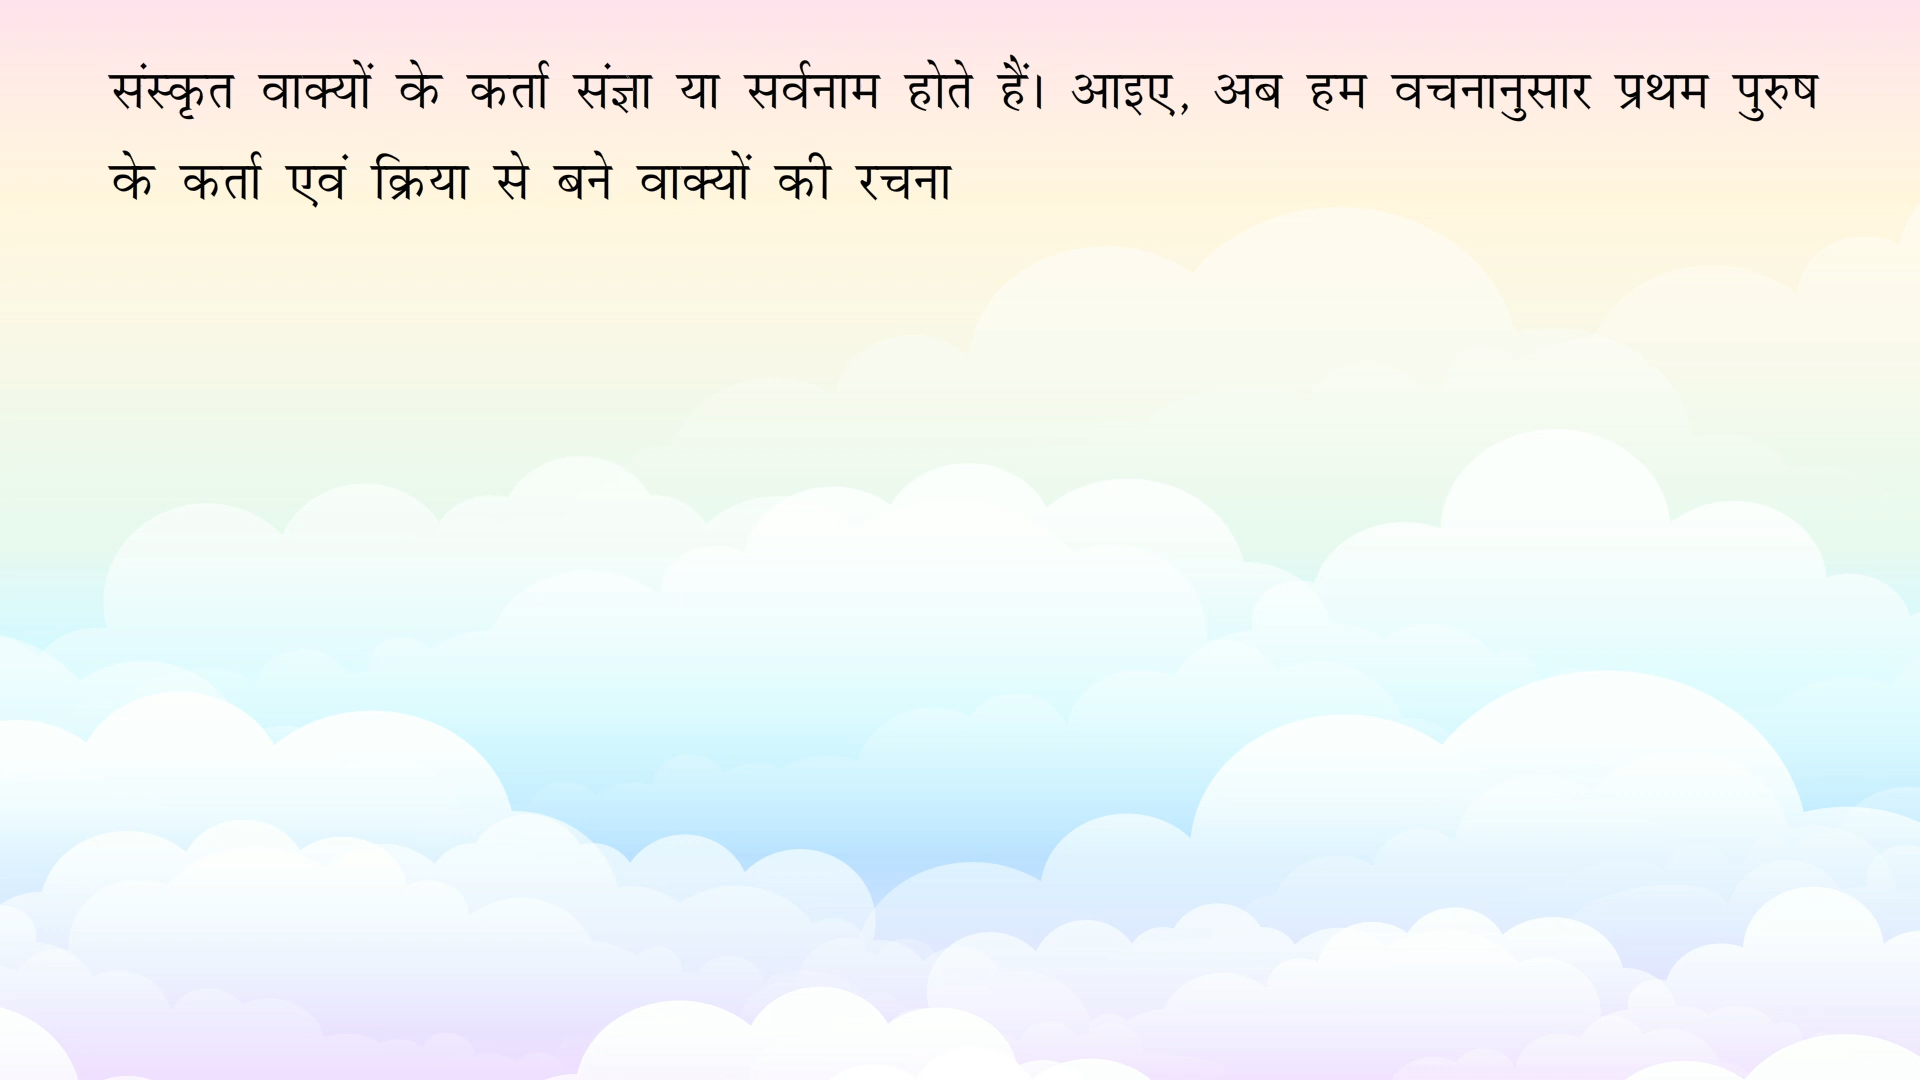 संस्कृत वाक्यों के कर्ता संज्ञा या सर्वनाम होते हैं। आइए, अब हम वचनानुसार प्रथम पुरुष
के कर्ता एवं क्रिया से बने वाक्यों की रचना